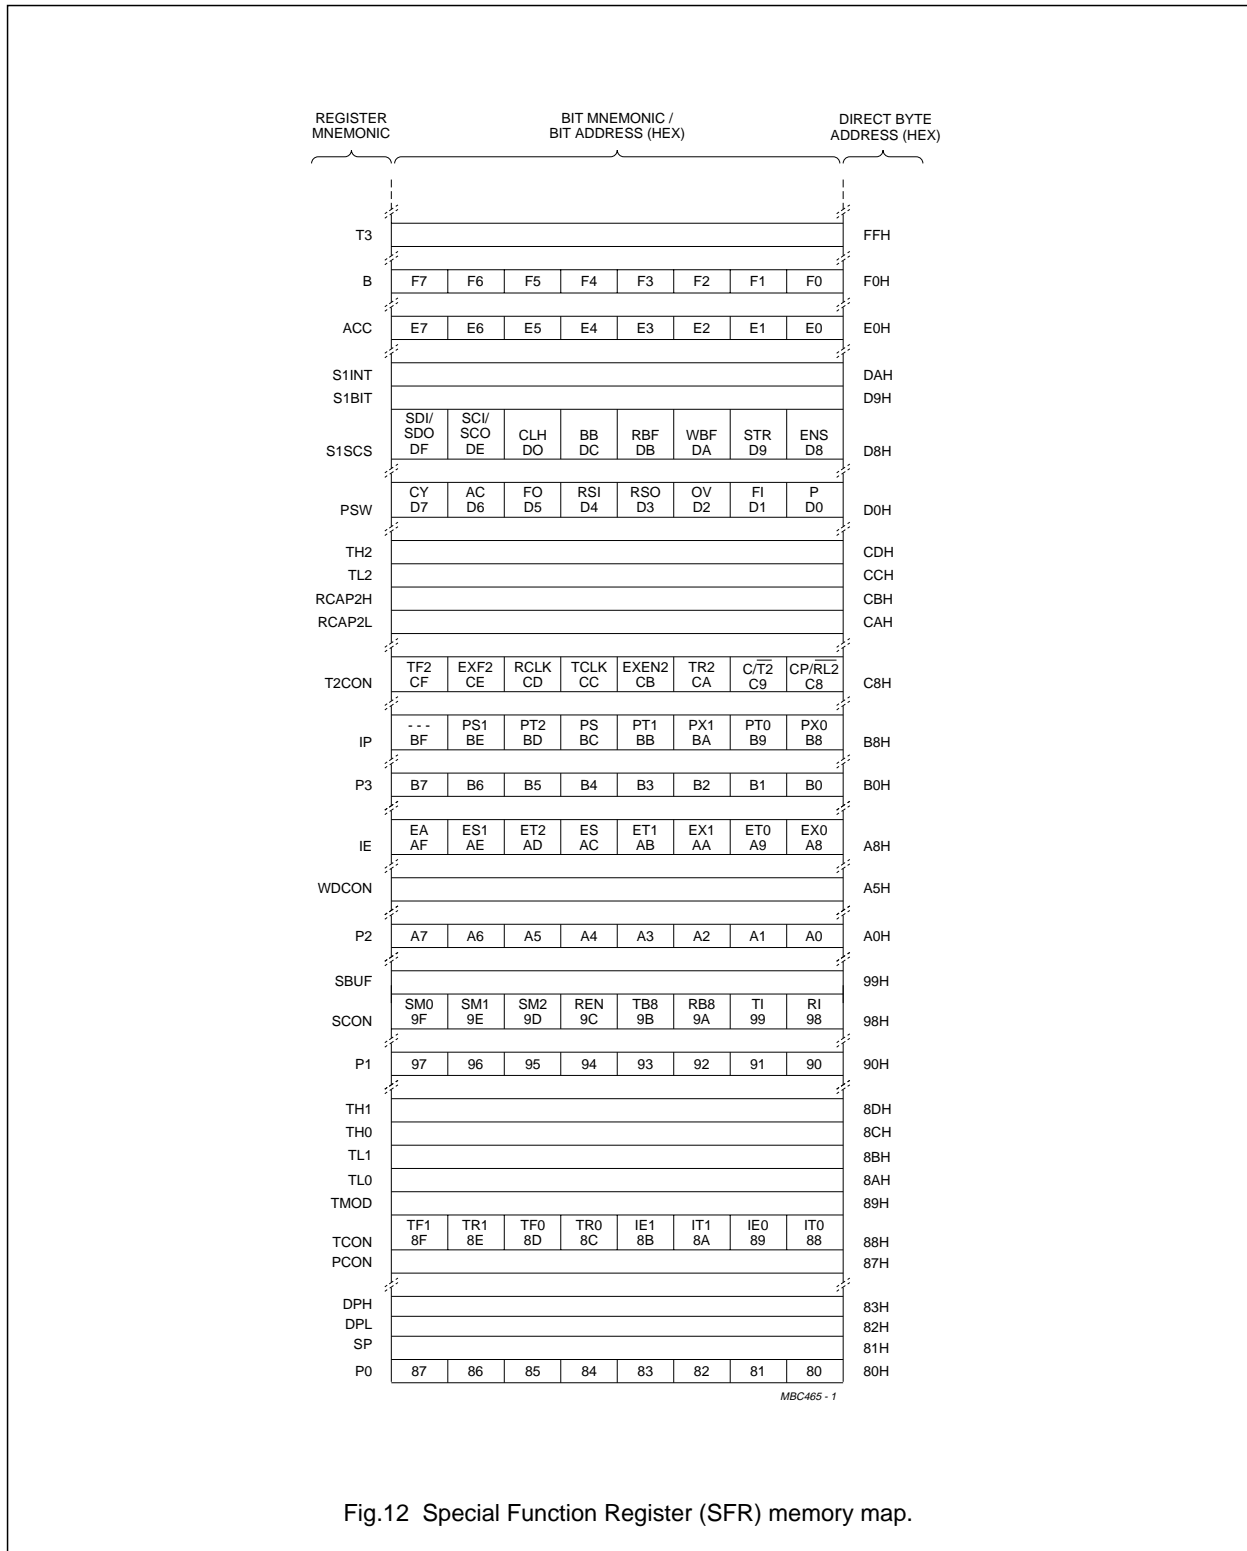 REGISTER MNEMONIC
BIT MNEMONIC / BIT ADDRESS (HEX)
DIRECT BYTE ADDRESS (HEX)
T3 FFH
B F7 F6 F5 F4 F3 F2 F1 F0 F0H
ACC E7 E6 E5 E4 E3 E2 E1 E0 E0H
S1INT DAH
S1BIT D9H
SDI/ SCI/
SDO SCO CLH BB RBF WBF STR ENS
S1SCS DF DE DO DC DB DA D9 D8 D8H
CY AC FO RSI RSO OV FI P
PSW D7 D6 D5 D4 D3 D2 D1 D0 D0H
TH2 CDH
TL2 CCH
RCAP2H CBH
RCAP2L CAH
TF2 EXF2 RCLK TCLK EXEN2 TR2 C/T̅2̅ CP/R̅L̅2̅
T2CON CF CE CD CC CB CA C9 C8 C8H
- - - PS1 PT2 PS PT1 PX1 PT0 PX0
IP BF BE BD BC BB BA B9 B8 B8H
P3 B7 B6 B5 B4 B3 B2 B1 B0 B0H
EA ES1 ET2 ES ET1 EX1 ET0 EX0
IE AF AE AD AC AB AA A9 A8 A8H
WDCON A5H
P2 A7 A6 A5 A4 A3 A2 A1 A0 A0H
SBUF 99H
SM0 SM1 SM2 REN TB8 RB8 TI RI
SCON 9F 9E 9D 9C 9B 9A 99 98 98H
P1 97 96 95 94 93 92 91 90 90H
TH1 8DH
TH0 8CH
TL1 8BH
TL0 8AH
TMOD 89H
TF1 TR1 TF0 TR0 IE1 IT1 IE0 IT0
TCON 8F 8E 8D 8C 8B 8A 89 88 88H
PCON 87H
DPH 83H
DPL 82H
SP 81H
P0 87 86 85 84 83 82 81 80 80H
MBC465 - 1
Fig.12 Special Function Register (SFR) memory map.